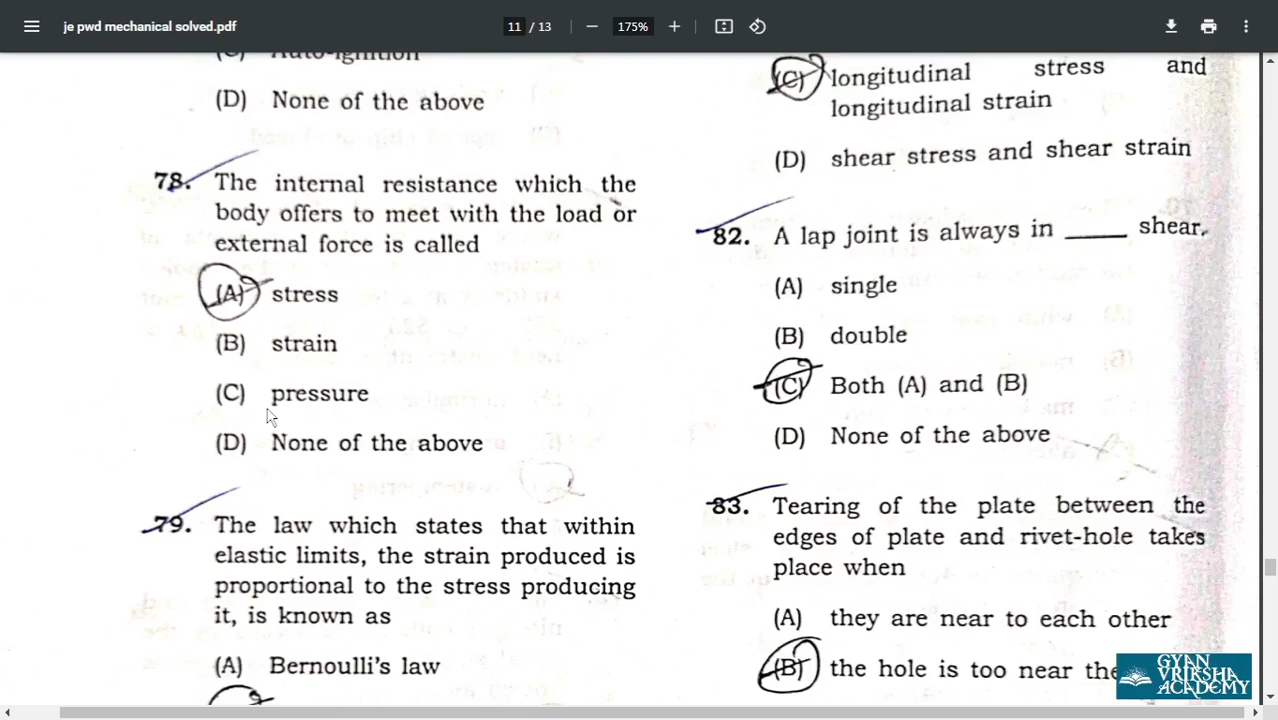 je pwd mechanical solved.pdf
11 / 13
175%
(D) None of the above
78. The internal resistance which the
body offers to meet with the load or
external force is called
(A) stress
(B) strain
(C) pressure
(D) None of the above
79. The law which states that within
elastic limits, the strain produced is
proportional to the stress producing
it, is known as
(A) Bernoulli's law
(C) longitudinal stress and
longitudinal strain
(D) shear stress and shear strain
82. A lap joint is always in _____ shear.
(A) single
(B) double
(C) Both (A) and (B)
(D) None of the above
83. Tearing of the plate between the
edges of plate and rivet-hole takes
place when
(A) they are near to each other
(B) the hole is too near the
GYAN
VRIKSHA
ACADEMY